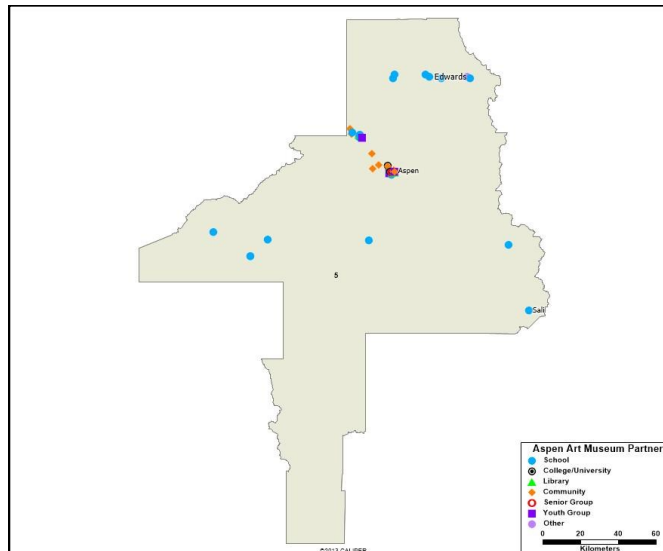 Edwards
Aspen
5
Sali
Aspen Art Museum Partner
School
College/University
Library
Community
Senior Group
Youth Group
Other
0 20 40 60
Kilometers
©2013 CALIPER